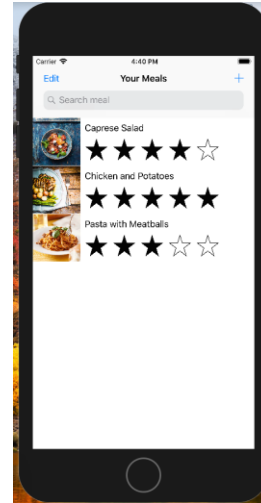 Carrier 4:40 PM
Edit Your Meals +
Search meal
Caprese Salad
Chicken and Potatoes
Pasta with Meatballs